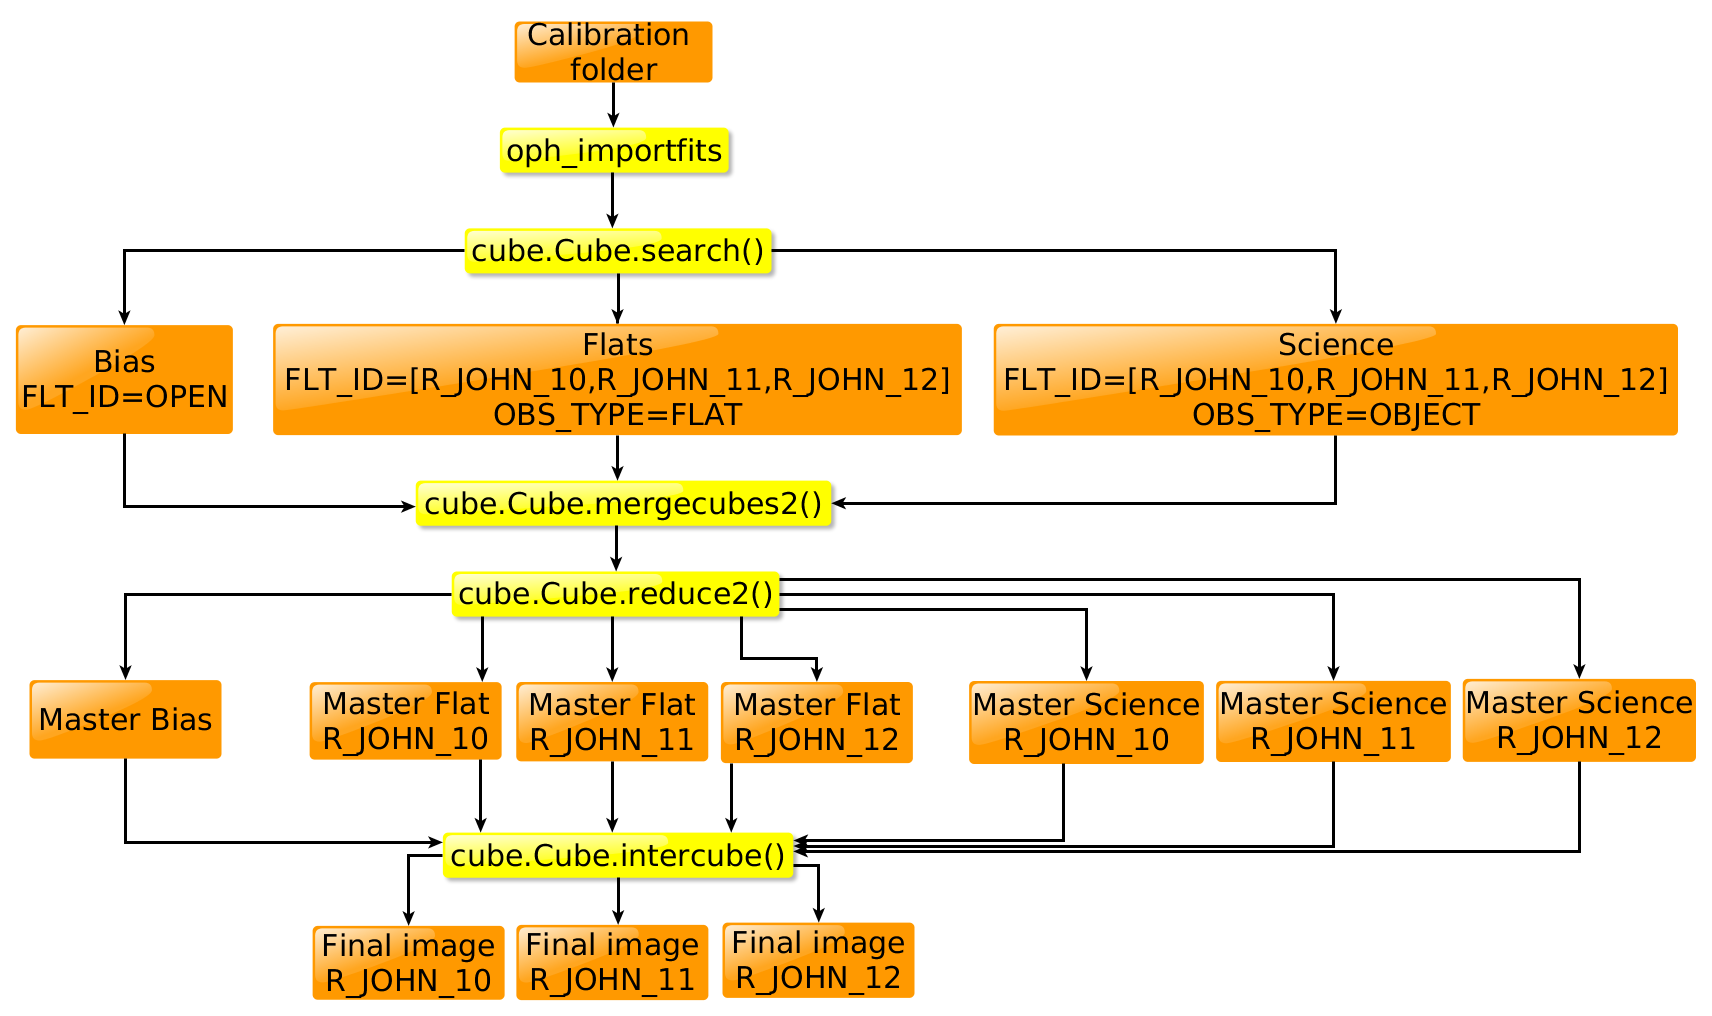 Calibration
folder
oph_importfits
cube.Cube.search()
Bias
FLT_ID=OPEN
Flats
FLT_ID=[R_JOHN_10,R_JOHN_11,R_JOHN_12]
OBS_TYPE=FLAT
Science
FLT_ID=[R_JOHN_10,R_JOHN_11,R_JOHN_12]
OBS_TYPE=OBJECT
cube.Cube.mergecubes2()
cube.Cube.reduce2()
Master Bias
Master Flat
R_JOHN_10
Master Flat
R_JOHN_11
Master Flat
R_JOHN_12
Master Science
R_JOHN_10
Master Science
R_JOHN_11
Master Science
R_JOHN_12
cube.Cube.intercube()
Final image
R_JOHN_10
Final image
R_JOHN_11
Final image
R_JOHN_12